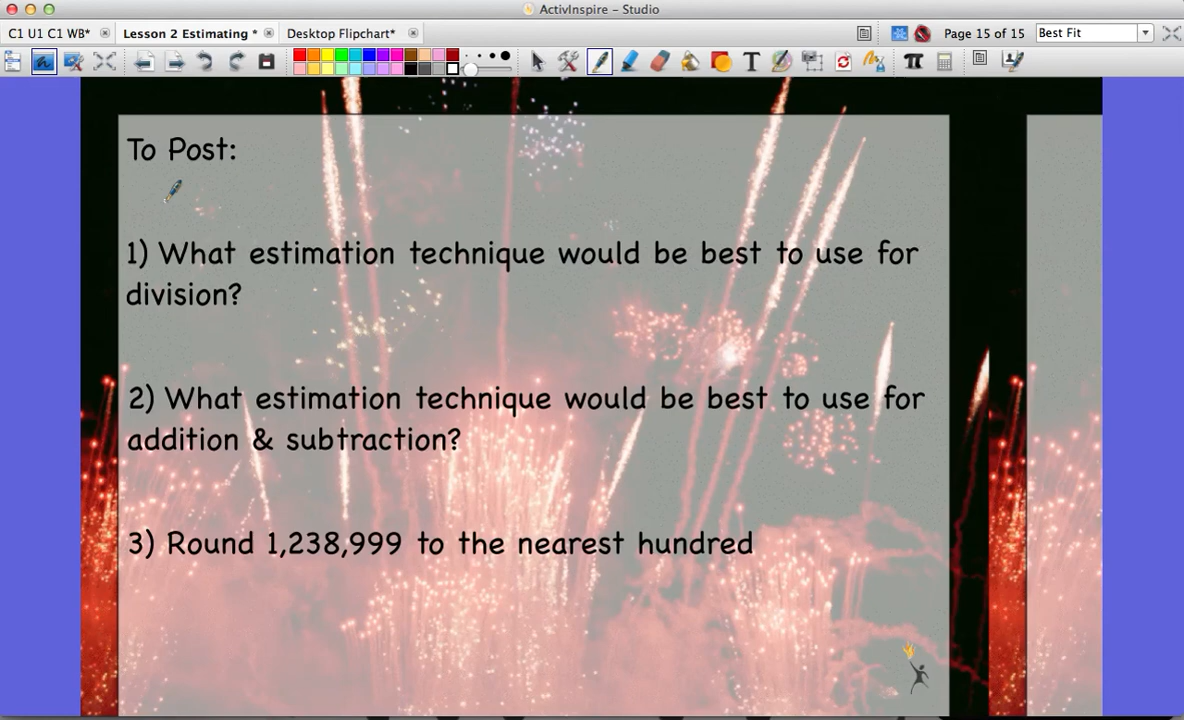 ActivInspire – Studio
C1 U1 C1 WB*
Lesson 2 Estimating *
Desktop Flipchart*
Page 15 of 15
Best Fit
To Post:
1) What estimation technique would be best to use for
division?
2) What estimation technique would be best to use for
addition & subtraction?
3) Round 1,238,999 to the nearest hundred